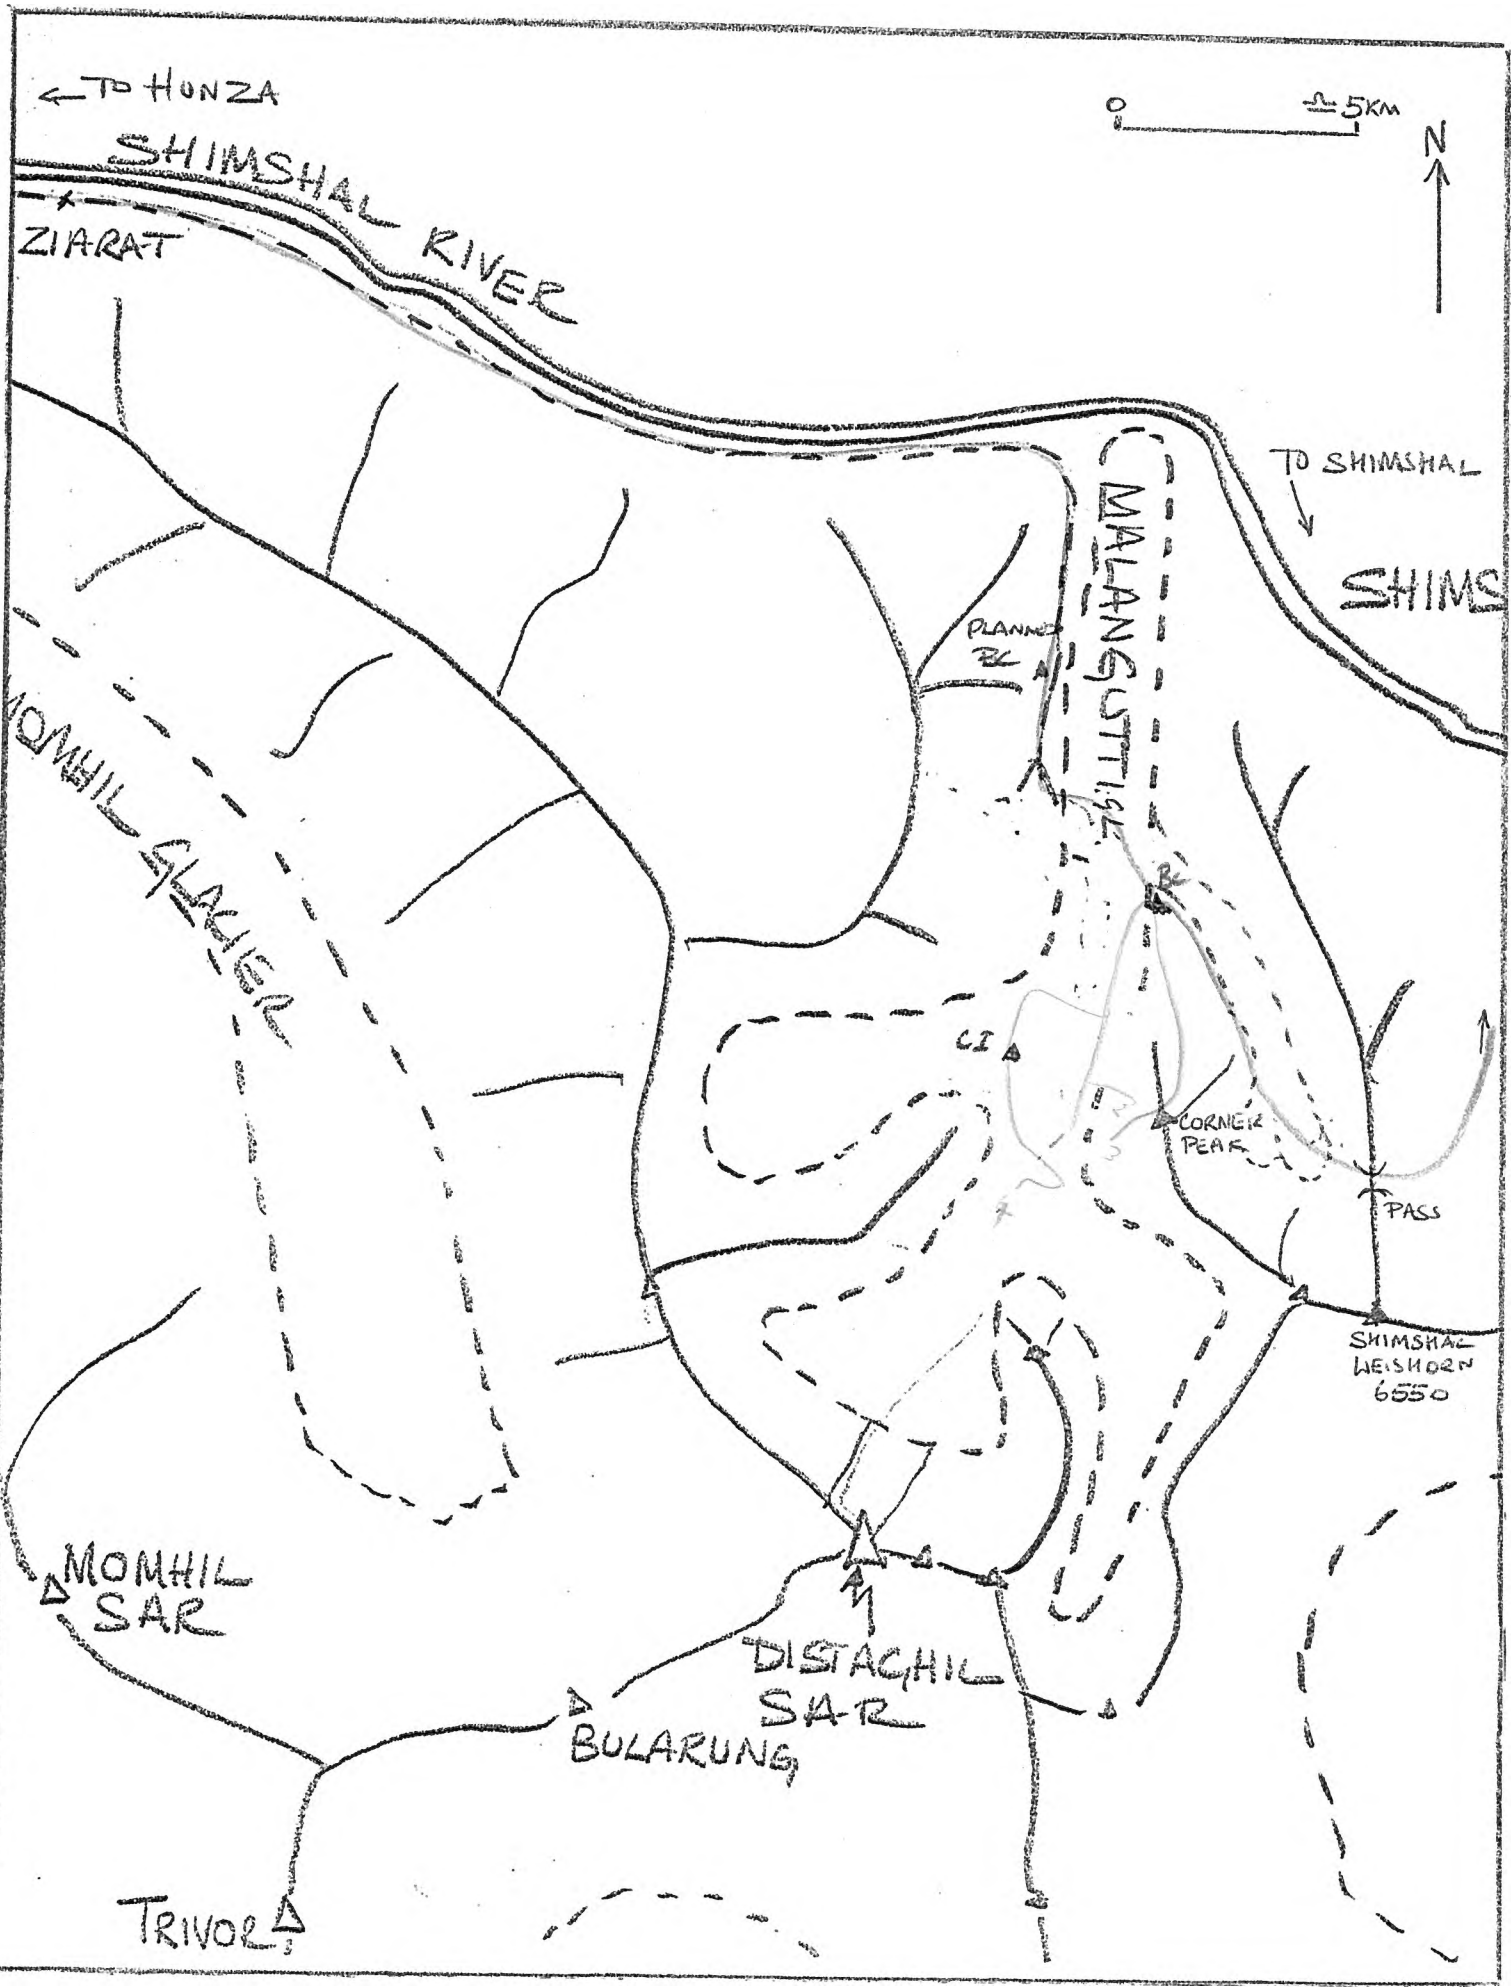 ← TO HUNZA
0 ≏ 5KM
N
SHIMSHAL RIVER
ZIARAT
TO SHIMSHAL
SHIMS
MALANGUTTI GL.
PLANNED
BC
MOMHIL GLACIER
BC
C1
CORNER
PEAK
PASS
SHIMSHAL
WEISHORN
6550
MOMHIL
SAR
DISTAGHIL
SAR
BULARUNG
TRIVOR